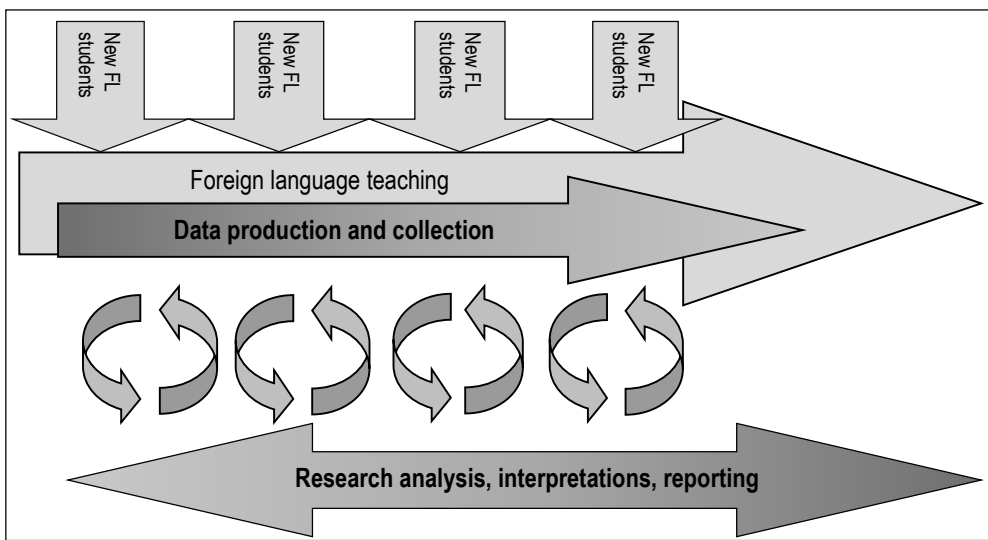 New FL
students
New FL
students
New FL
students
New FL
students
Foreign language teaching
Data production and collection
Research analysis, interpretations, reporting